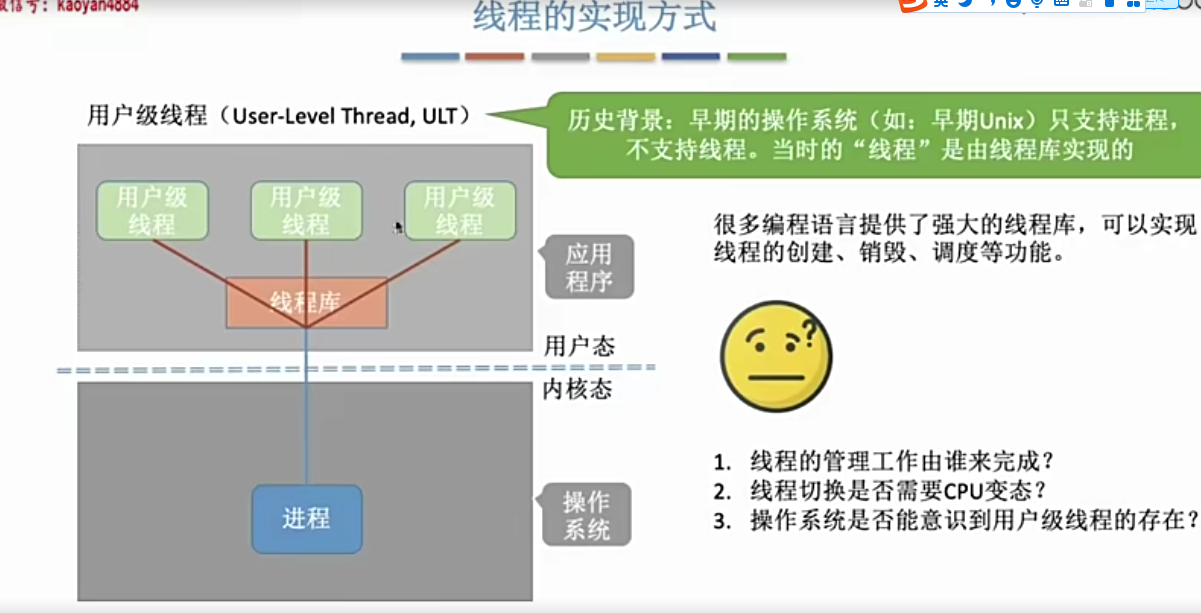 微信号：kaoyan4884
英
线程的实现方式
用户级线程（User-Level Thread, ULT）
历史背景：早期的操作系统（如：早期Unix）只支持进程，
不支持线程。当时的“线程”是由线程库实现的
用户级
线程
用户级
线程
用户级
线程
线程库
应用
程序
很多编程语言提供了强大的线程库，可以实现
线程的创建、销毁、调度等功能。
?
用户态
内核态
进程
操作
系统
1. 线程的管理工作由谁来完成？
2. 线程切换是否需要CPU变态？
3. 操作系统是否能意识到用户级线程的存在？